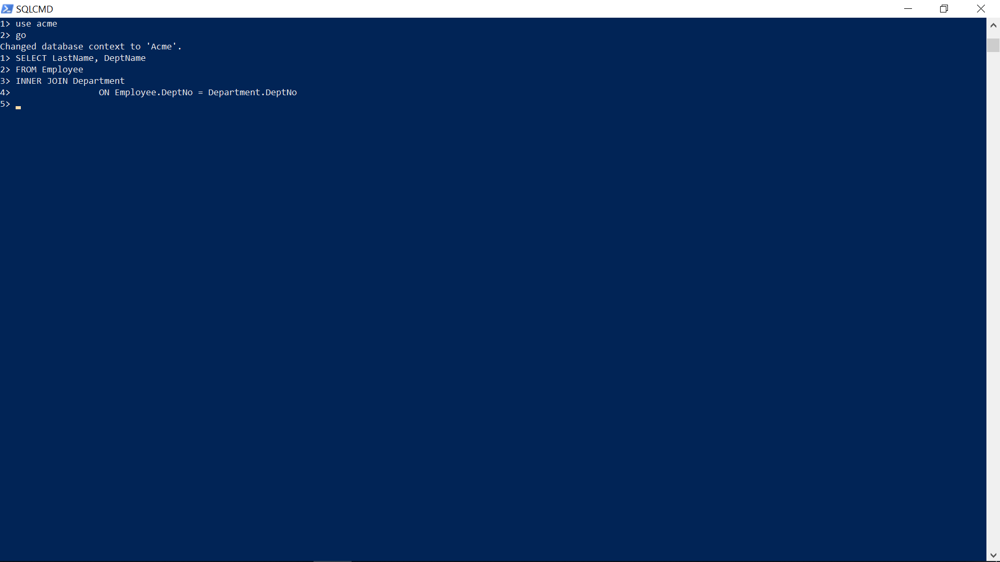 SQLCMD
1> use acme
2> go
Changed database context to 'Acme'.
1> SELECT LastName, DeptName
2> FROM Employee
3> INNER JOIN Department
4>                 ON Employee.DeptNo = Department.DeptNo
5>